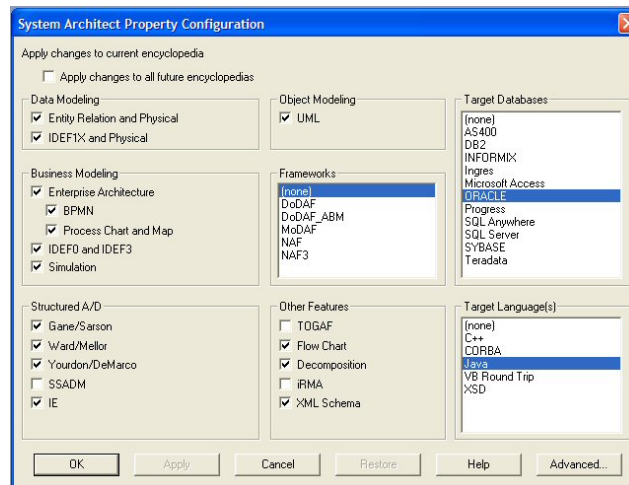 System Architect Property Configuration
Apply changes to current encyclopedia
Apply changes to all future encyclopedias
Data Modeling
Entity Relation and Physical
IDEF1X and Physical
Object Modeling
UML
Target Databases
(none)
AS400
DB2
INFORMIX
Ingres
Microsoft Access
ORACLE
Progress
SQL Anywhere
SQL Server
SYBASE
Teradata
Business Modeling
Enterprise Architecture
BPMN
Process Chart and Map
IDEF0 and IDEF3
Simulation
Frameworks
(none)
DoDAF
DoDAF_ABM
MoDAF
NAF
NAF3
Structured A/D
Gane/Sarson
Ward/Mellor
Yourdon/DeMarco
SSADM
IE
Other Features
TOGAF
Flow Chart
Decomposition
iRMA
XML Schema
Target Language(s)
(none)
C++
CORBA
Java
VB Round Trip
XSD
OK
Apply
Cancel
Restore
Help
Advanced...